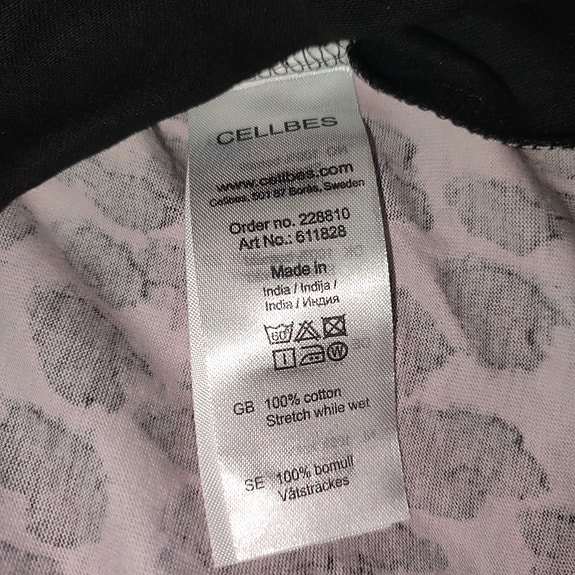 CELLBES
www.cellbes.com
Cellbes, 501 87 Borås, Sweden
Order no. 228810
Art No.: 611828
Made in
India / Indija /
India / Индия
60
W
GB 100% cotton
Stretch while wet
SE 100% bomull
Våtsträckes